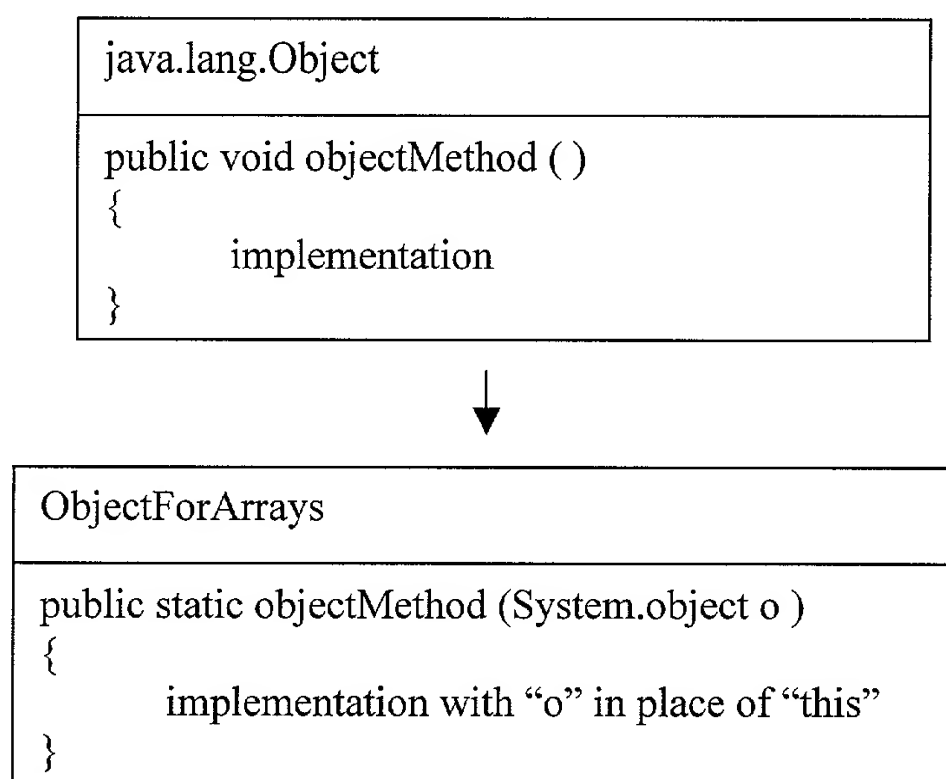 java.lang.Object
public void objectMethod ( )
{
implementation
}
ObjectForArrays
public static objectMethod (System.object o )
{
implementation with “o” in place of “this”
}